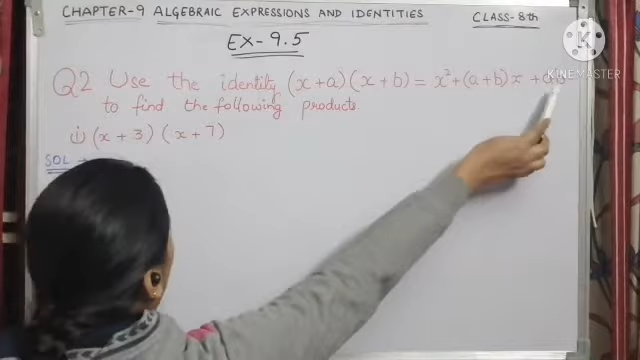 CHAPTER-9 ALGEBRAIC EXPRESSIONS AND IDENTITIES
CLASS-8th
EX-9.5
KINEMASTER
Q2 Use the identity (x+a)(x+b) = x²+(a+b)x +
to find the following products.
i) (x+3)(x+7)
SOL